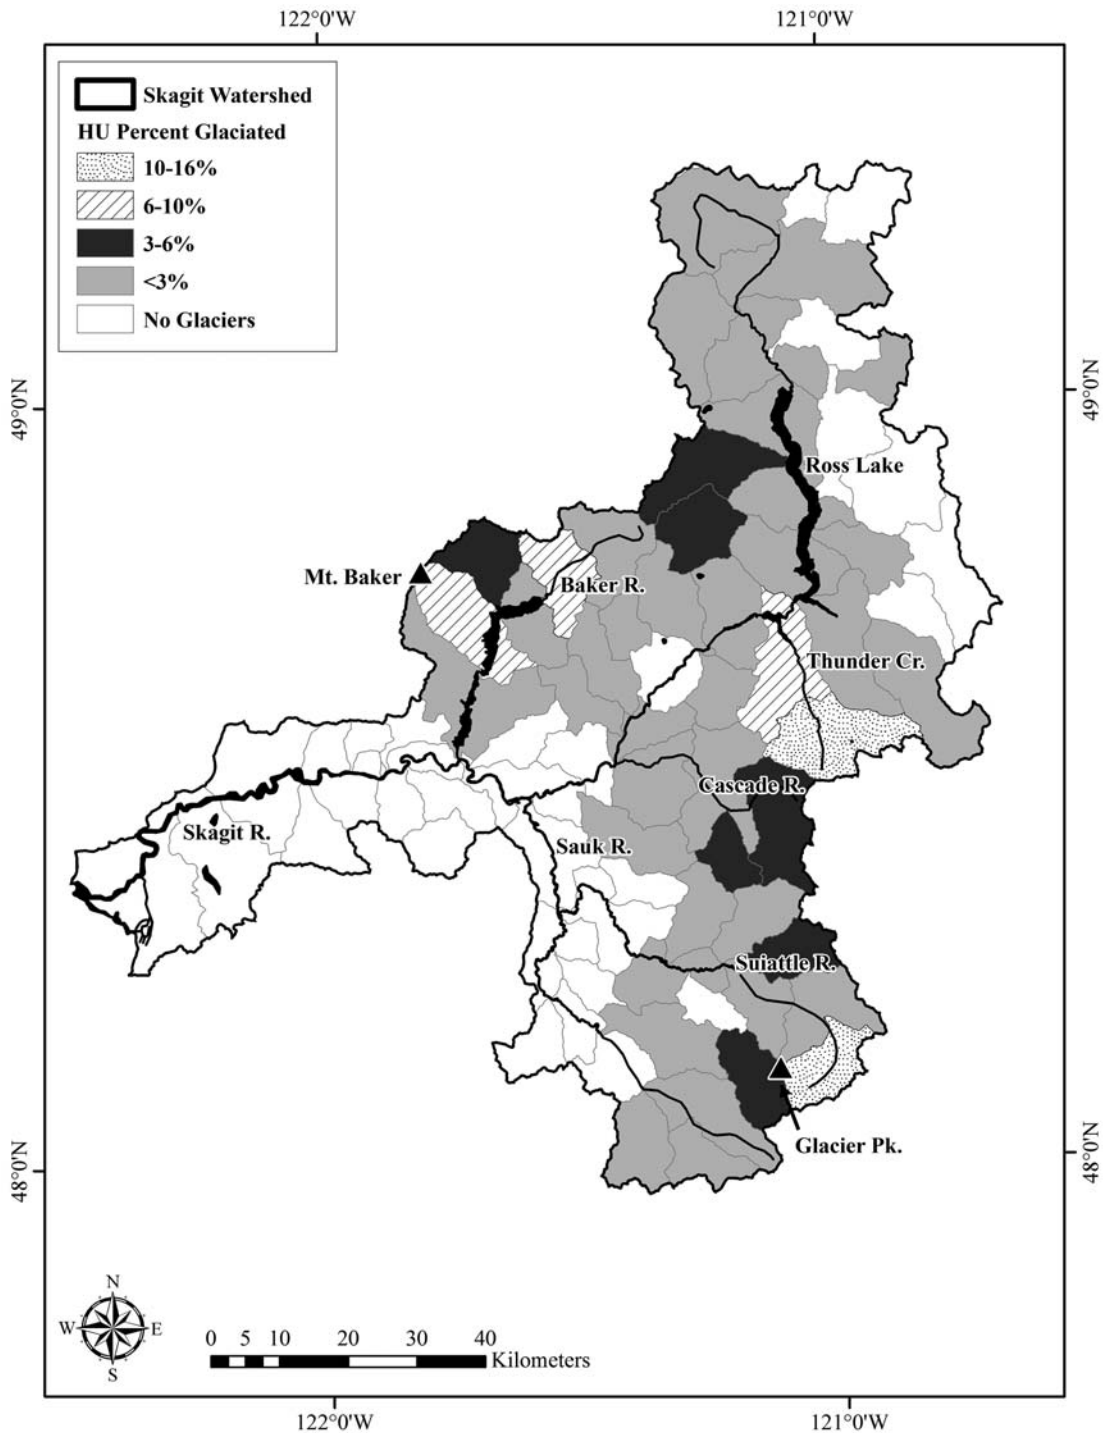 122°0'W
121°0'W
Skagit Watershed
HU Percent Glaciated
10-16%
6-10%
3-6%
<3%
No Glaciers
49°0'N
49°0'N
Ross Lake
Mt. Baker
Baker R.
Thunder Cr.
Cascade R.
Skagit R.
Sauk R.
Suiattle R.
Glacier Pk.
48°0'N
48°0'N
N
W
E
S
0 5 10 20 30 40
Kilometers
122°0'W
121°0'W